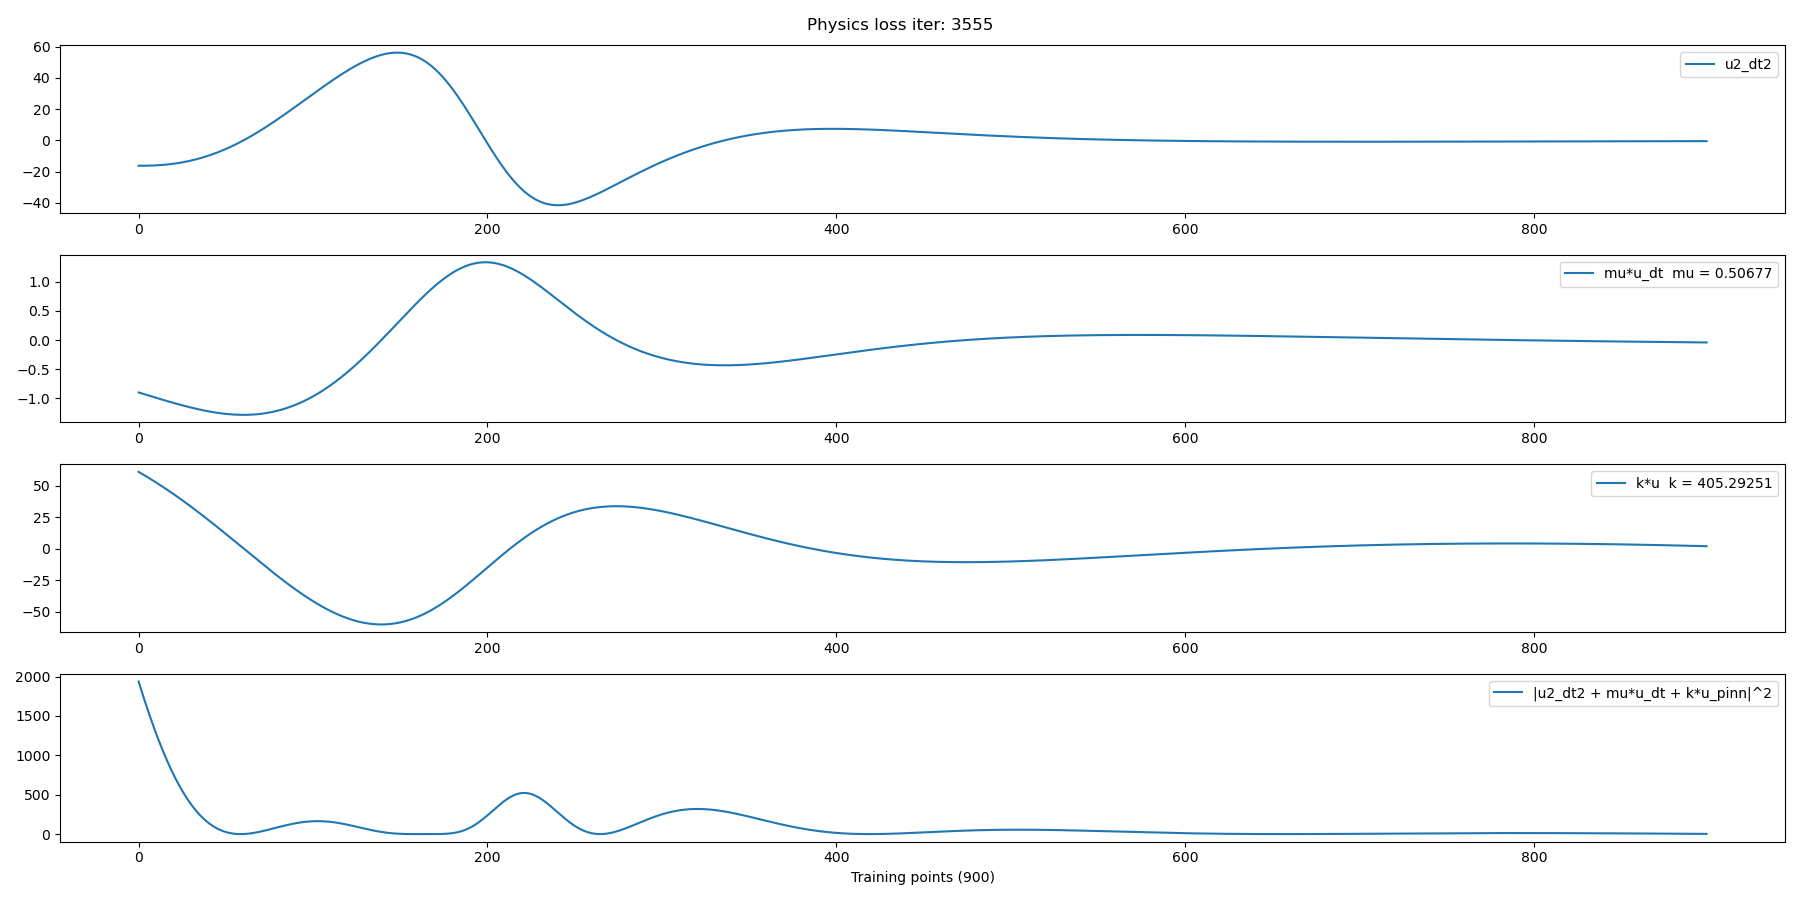 Physics loss iter: 3555
60
40
20
0
−20
−40
u2_dt2
0 200 400 600 800
1.0
0.5
0.0
−0.5
−1.0
mu*u_dt mu = 0.50677
0 200 400 600 800
50
25
0
−25
−50
k*u k = 405.29251
0 200 400 600 800
2000
1500
1000
500
0
|u2_dt2 + mu*u_dt + k*u_pinn|^2
0 200 400 600 800
Training points (900)